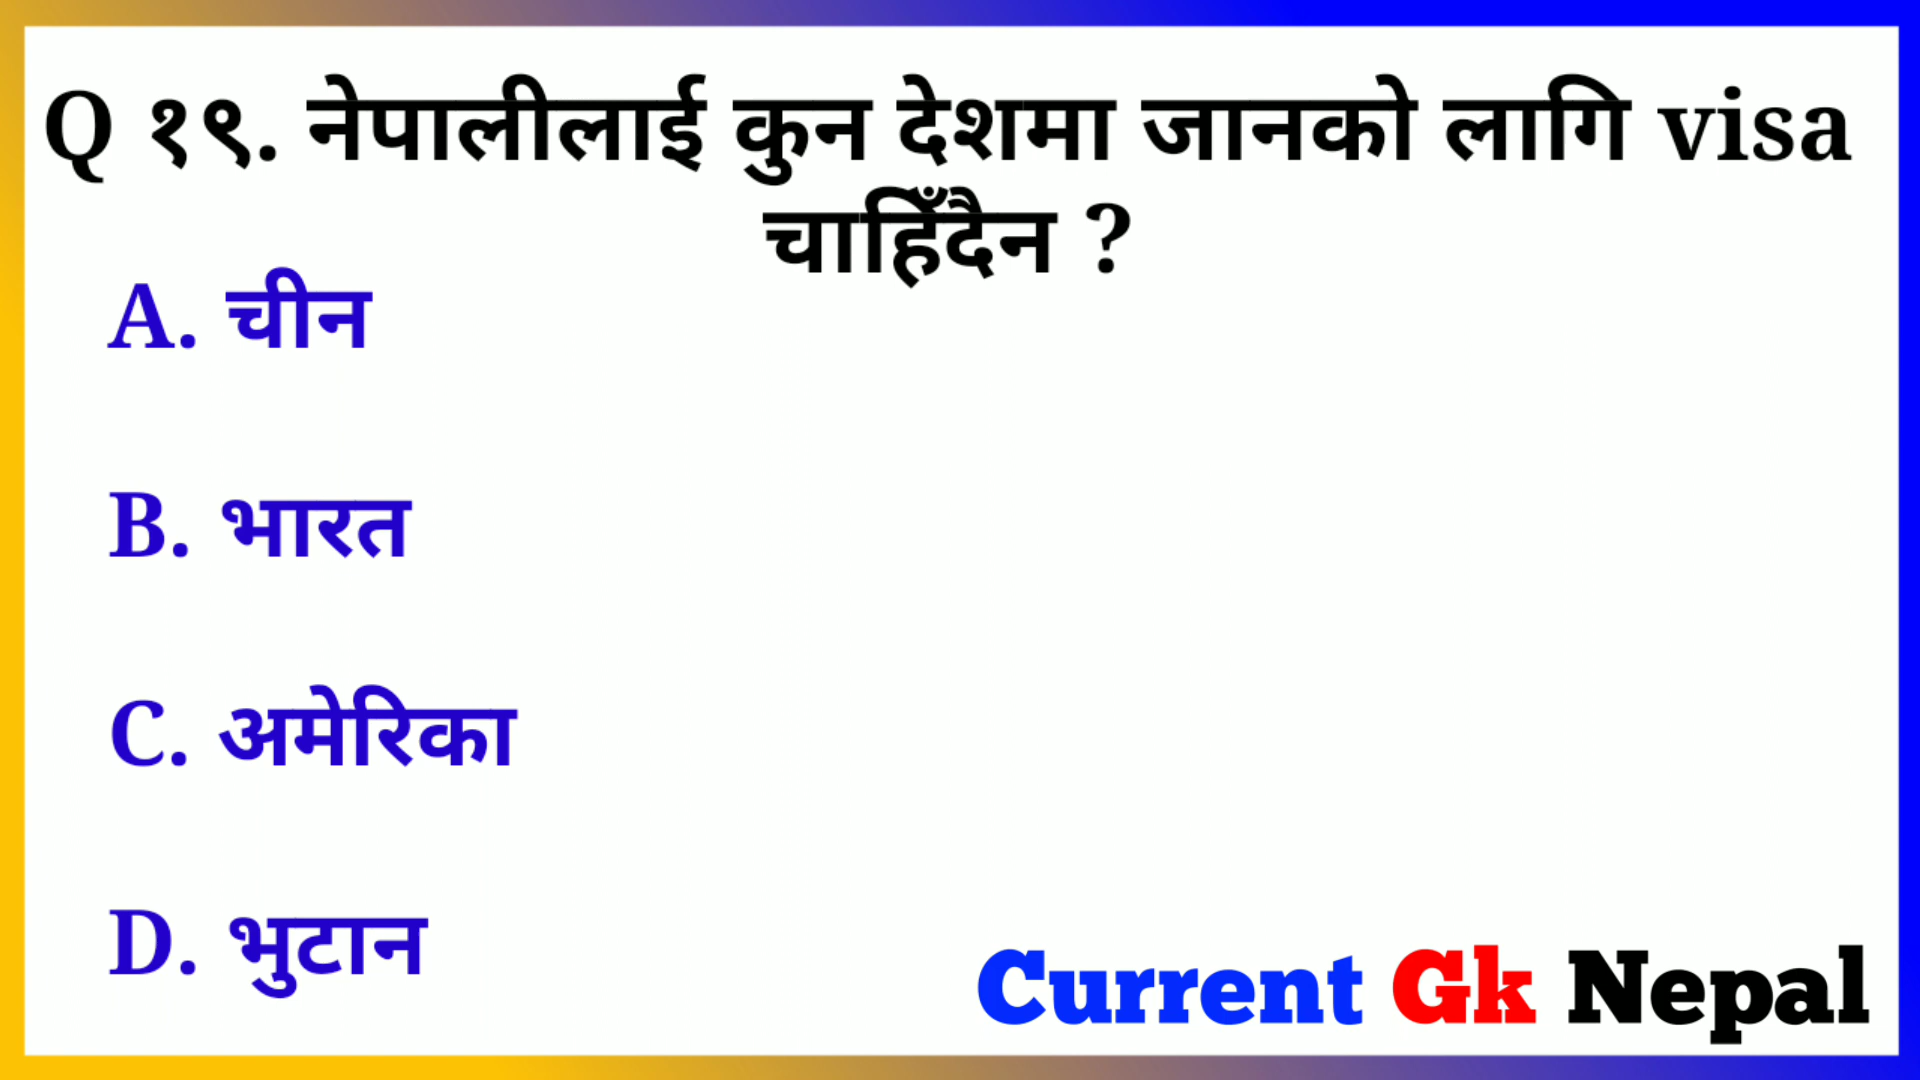 Q १९. नेपालीलाई कुन देशमा जानको लागि visa
चाहिँदैन ?
A. चीन
B. भारत
C. अमेरिका
D. भुटान
Current Gk Nepal